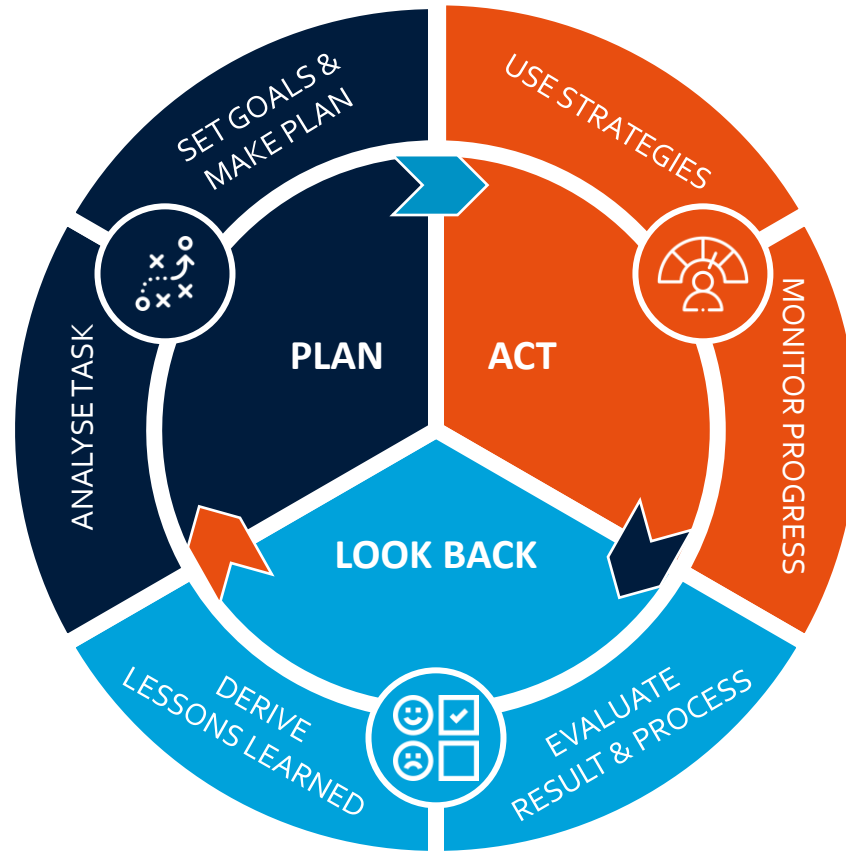 SET GOALS &
MAKE PLAN
USE STRATEGIES
ANALYSE TASK
PLAN
ACT
MONITOR PROGRESS
LOOK BACK
DERIVE
LESSONS LEARNED
EVALUATE
RESULT & PROCESS